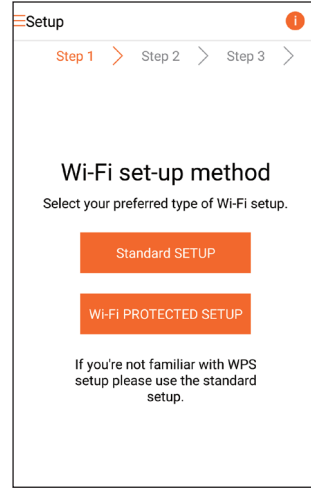 Setup
i
Step 1 Step 2 Step 3
Wi-Fi set-up method
Select your preferred type of Wi-Fi setup.
Standard SETUP
Wi-Fi PROTECTED SETUP
If you're not familiar with WPS
setup please use the standard
setup.